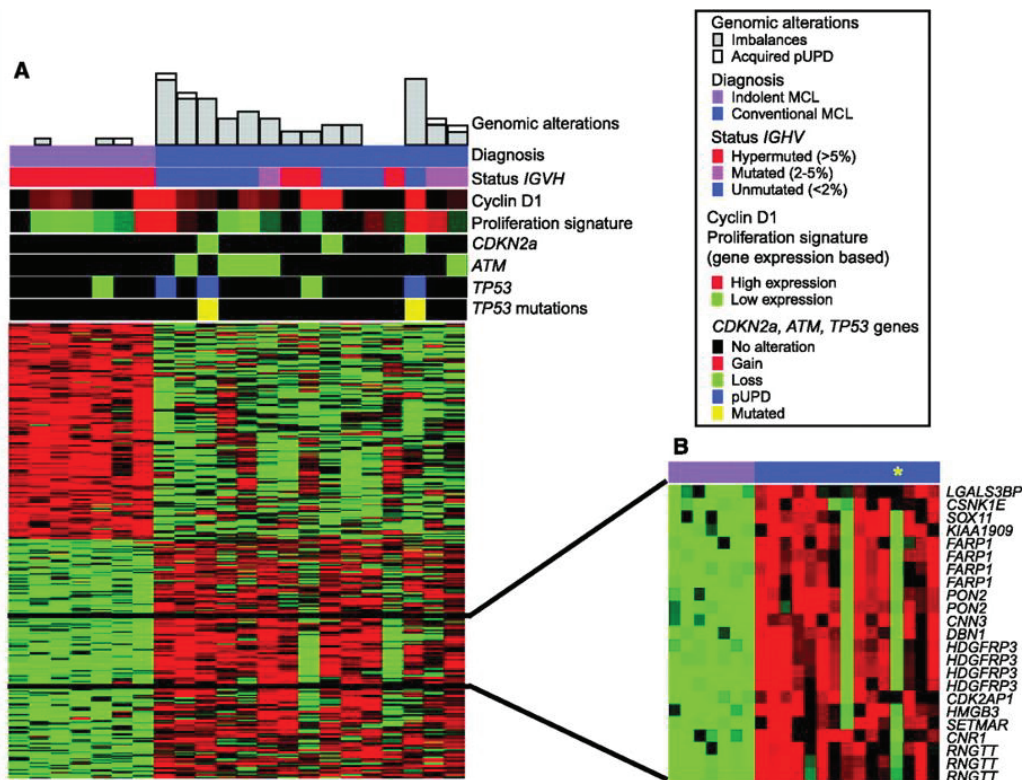 A
Genomic alterations
Diagnosis
Status IGVH
Cyclin D1
Proliferation signature
CDKN2a
ATM
TP53
TP53 mutations
Genomic alterations
Imbalances
Acquired pUPD
Diagnosis
Indolent MCL
Conventional MCL
Status IGHV
Hypermuted (>5%)
Mutated (2-5%)
Unmutated (<2%)
Cyclin D1
Proliferation signature
(gene expression based)
High expression
Low expression
CDKN2a, ATM, TP53 genes
No alteration
Gain
Loss
pUPD
Mutated
B
*
LGALS3BP
CSNK1E
SOX11
KIAA1909
FARP1
FARP1
FARP1
FARP1
PON2
PON2
CNN3
DBN1
HDGFRP3
HDGFRP3
HDGFRP3
HDGFRP3
CDK2AP1
HMGB3
SETMAR
CNR1
RNGTT
RNGTT
RNGTT